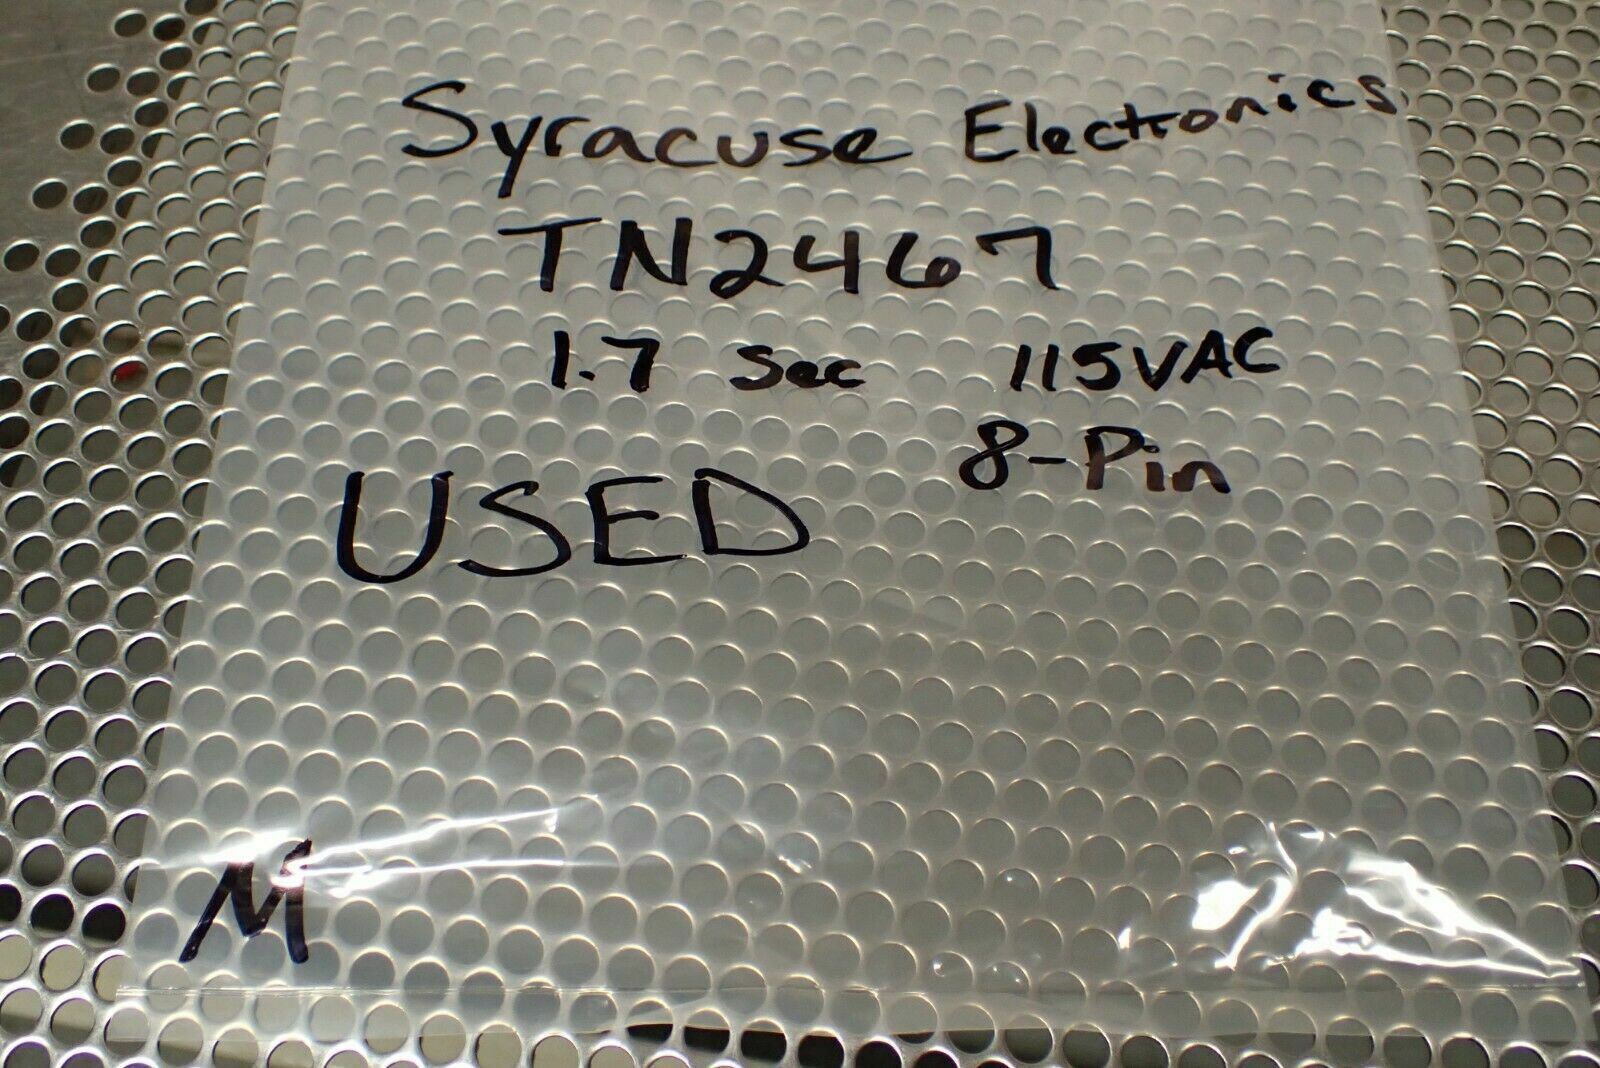 Syracuse Electronics
TN2467
1.7 Sec 115VAC
8-Pin
USED
M